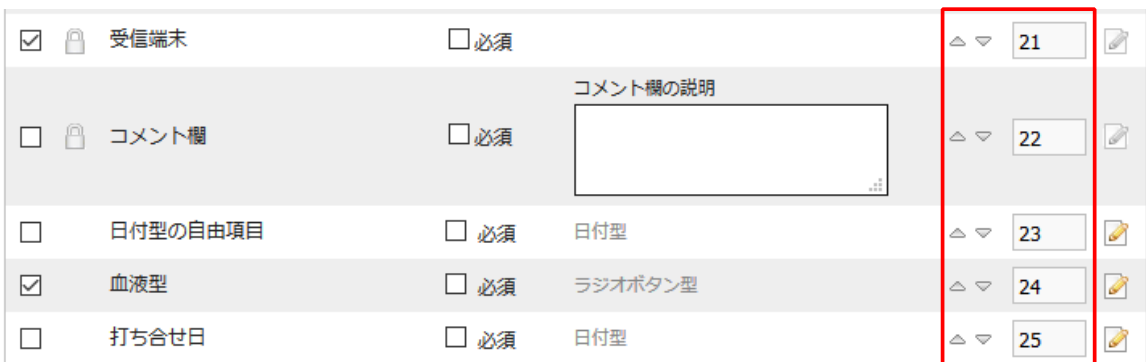 受信端末 必須 21
コメント欄の説明
コメント欄 必須 22
日付型の自由項目 必須 日付型 23
血液型 必須 ラジオボタン型 24
打ち合せ日 必須 日付型 25